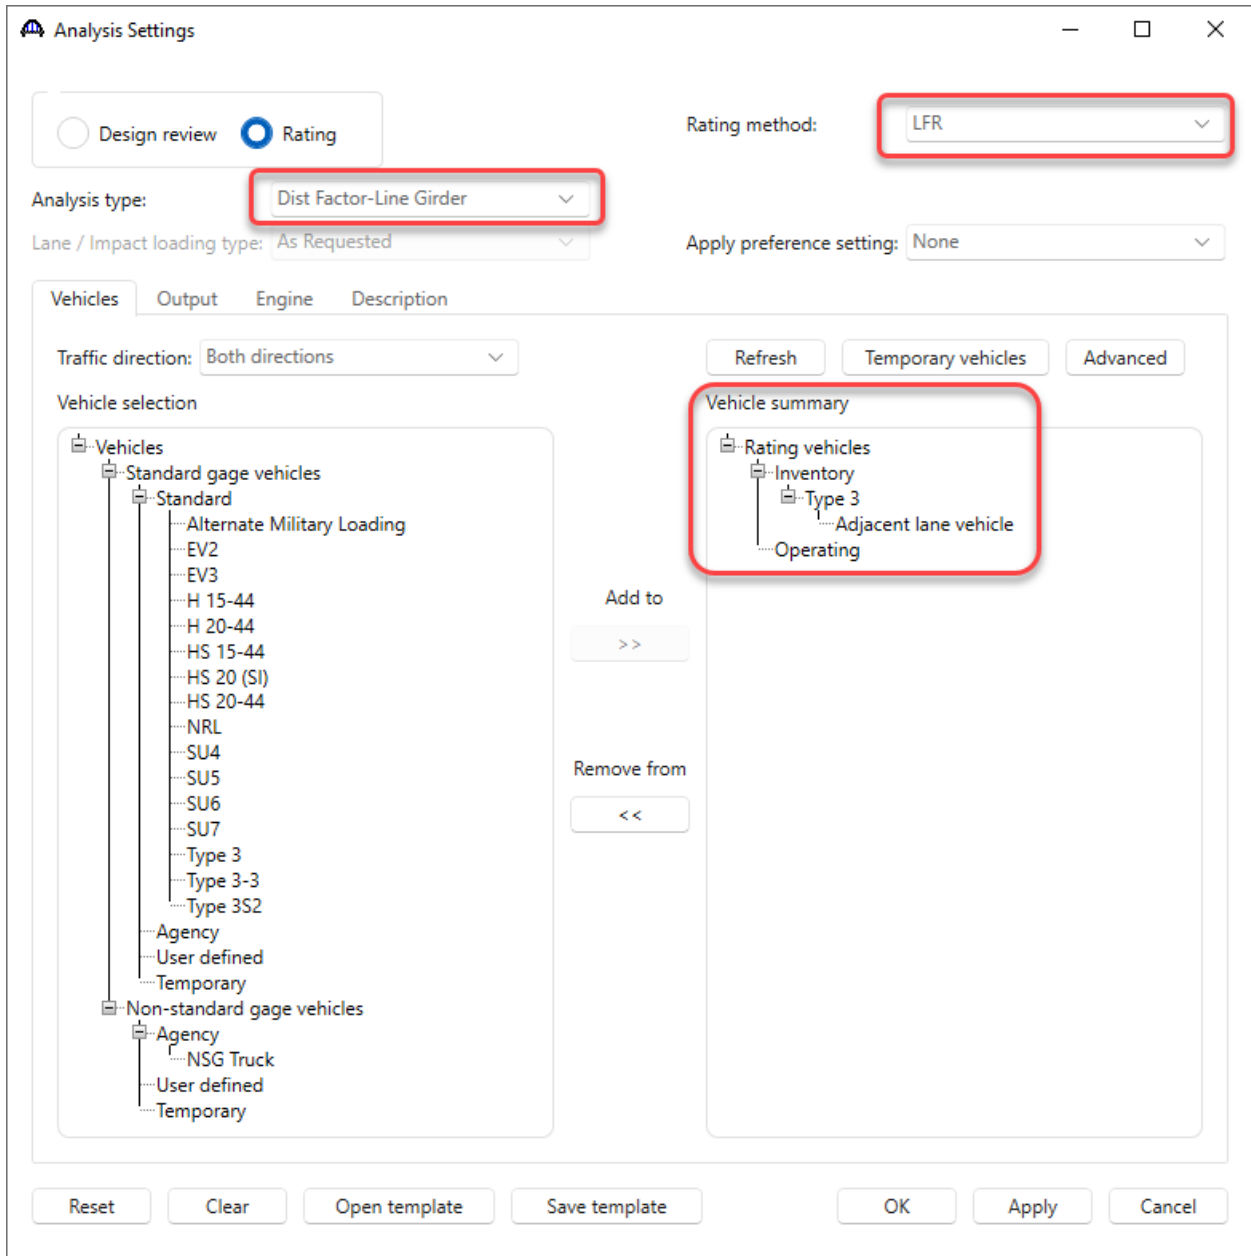 Analysis Settings
Design review
Rating
Rating method:
LFR
Analysis type:
Dist Factor-Line Girder
Lane / Impact loading type:
As Requested
Apply preference setting:
None
Vehicles
Output
Engine
Description
Traffic direction:
Both directions
Refresh
Temporary vehicles
Advanced
Vehicle selection
Vehicles
Standard gage vehicles
Standard
Alternate Military Loading
EV2
EV3
H 15-44
H 20-44
HS 15-44
HS 20 (SI)
HS 20-44
NRL
SU4
SU5
SU6
SU7
Type 3
Type 3-3
Type 3S2
Agency
User defined
Temporary
Non-standard gage vehicles
Agency
NSG Truck
User defined
Temporary
Add to
>>
Remove from
<<
Vehicle summary
Rating vehicles
Inventory
Type 3
Adjacent lane vehicle
Operating
Reset
Clear
Open template
Save template
OK
Apply
Cancel